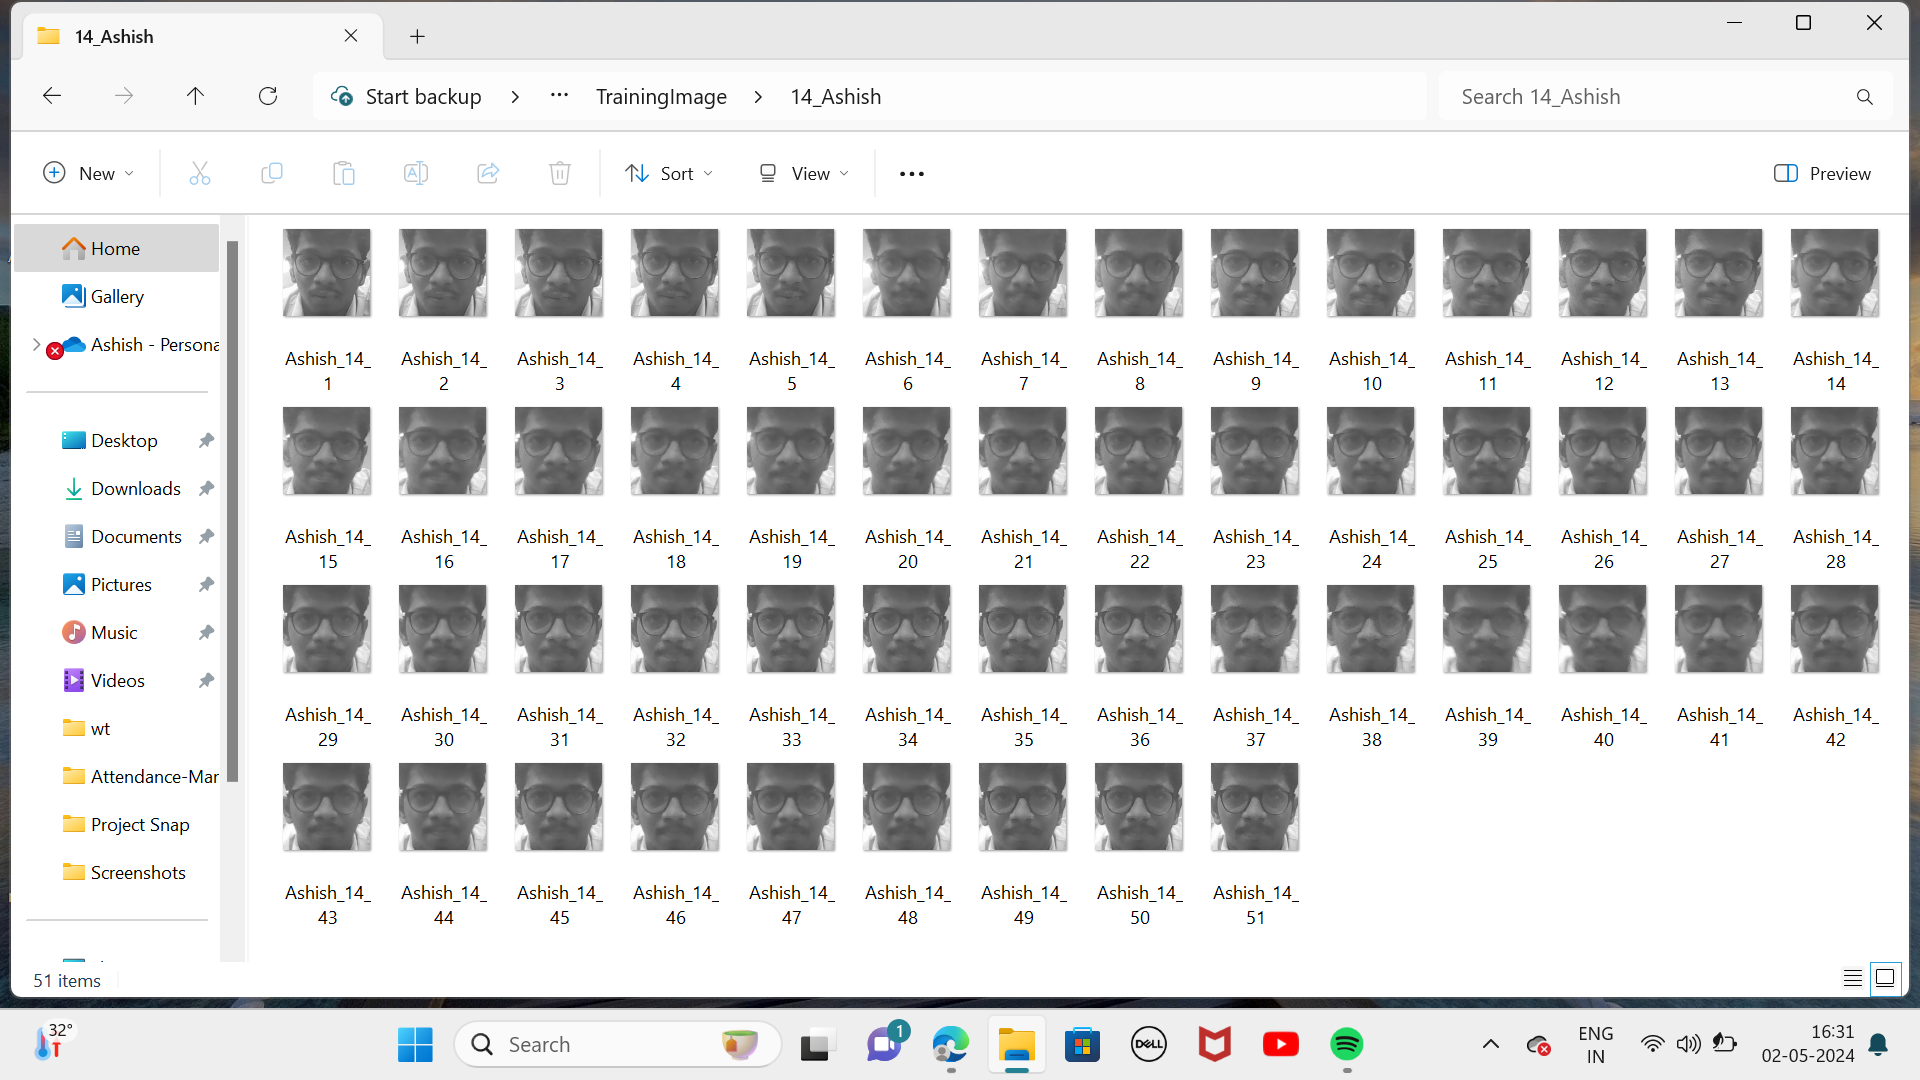 14_Ashish
Start backup > ··· TrainingImage > 14_Ashish
Search 14_Ashish
New
Sort
View
Preview
Home
Gallery
Ashish - Persona
Desktop
Downloads
Documents
Pictures
Music
Videos
wt
Attendance-Mar
Project Snap
Screenshots
Ashish_14_1
Ashish_14_2
Ashish_14_3
Ashish_14_4
Ashish_14_5
Ashish_14_6
Ashish_14_7
Ashish_14_8
Ashish_14_9
Ashish_14_10
Ashish_14_11
Ashish_14_12
Ashish_14_13
Ashish_14_14
Ashish_14_15
Ashish_14_16
Ashish_14_17
Ashish_14_18
Ashish_14_19
Ashish_14_20
Ashish_14_21
Ashish_14_22
Ashish_14_23
Ashish_14_24
Ashish_14_25
Ashish_14_26
Ashish_14_27
Ashish_14_28
Ashish_14_29
Ashish_14_30
Ashish_14_31
Ashish_14_32
Ashish_14_33
Ashish_14_34
Ashish_14_35
Ashish_14_36
Ashish_14_37
Ashish_14_38
Ashish_14_39
Ashish_14_40
Ashish_14_41
Ashish_14_42
Ashish_14_43
Ashish_14_44
Ashish_14_45
Ashish_14_46
Ashish_14_47
Ashish_14_48
Ashish_14_49
Ashish_14_50
Ashish_14_51
51 items
32°
Search
1
DELL
ENG
IN
16:31
02-05-2024